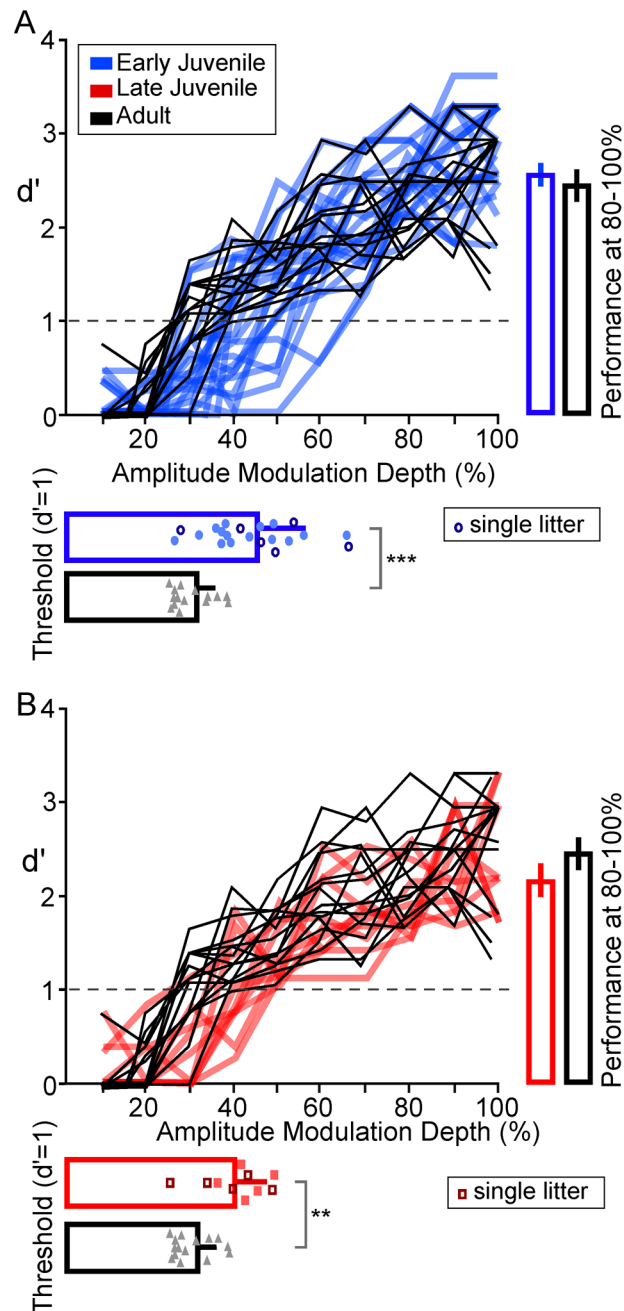 A
4
Early Juvenile
Late Juvenile
Adult
3
d'
2
1
0
20 40 60 80 100
Amplitude Modulation Depth (%)
Performance at 80-100%
Threshold (d'=1)
single litter
***
B
4
3
d'
2
1
0
20 40 60 80 100
Amplitude Modulation Depth (%)
Performance at 80-100%
Threshold (d'=1)
single litter
**